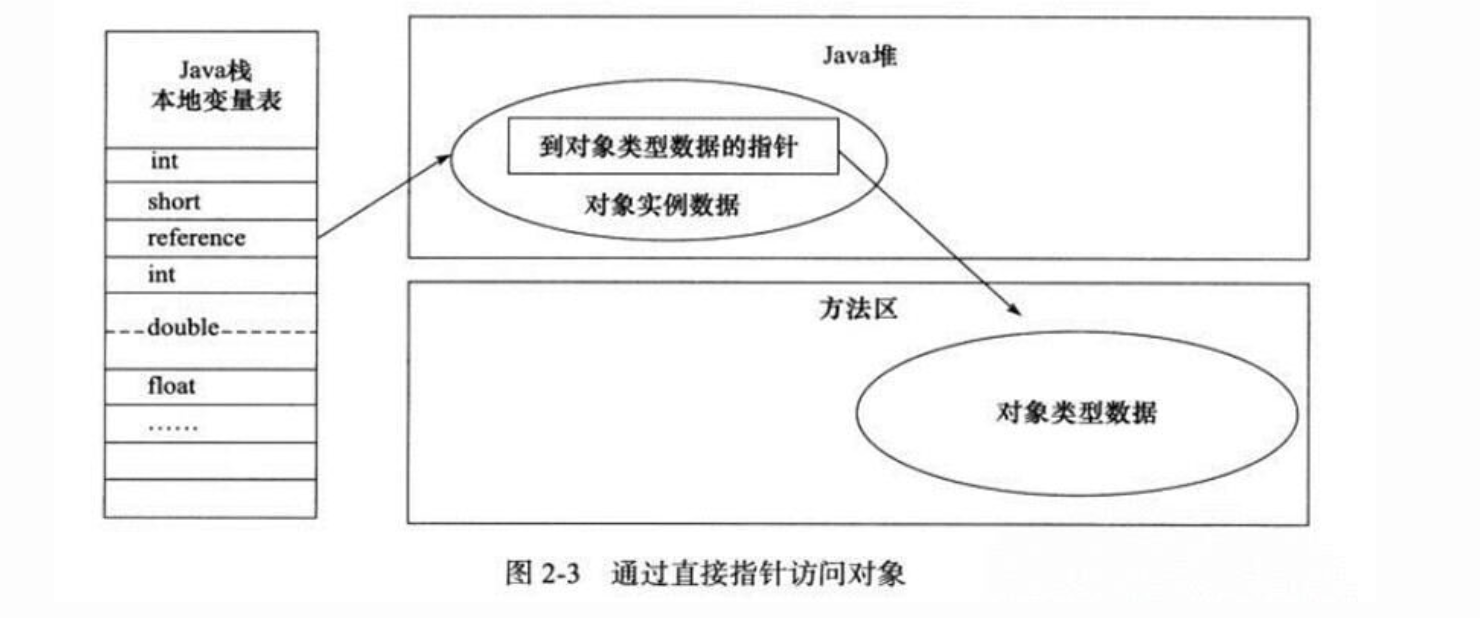 Java栈
本地变量表
int
short
reference
int
double
float
......
Java堆
到对象类型数据的指针
对象实例数据
方法区
对象类型数据
图 2-3 通过直接指针访问对象